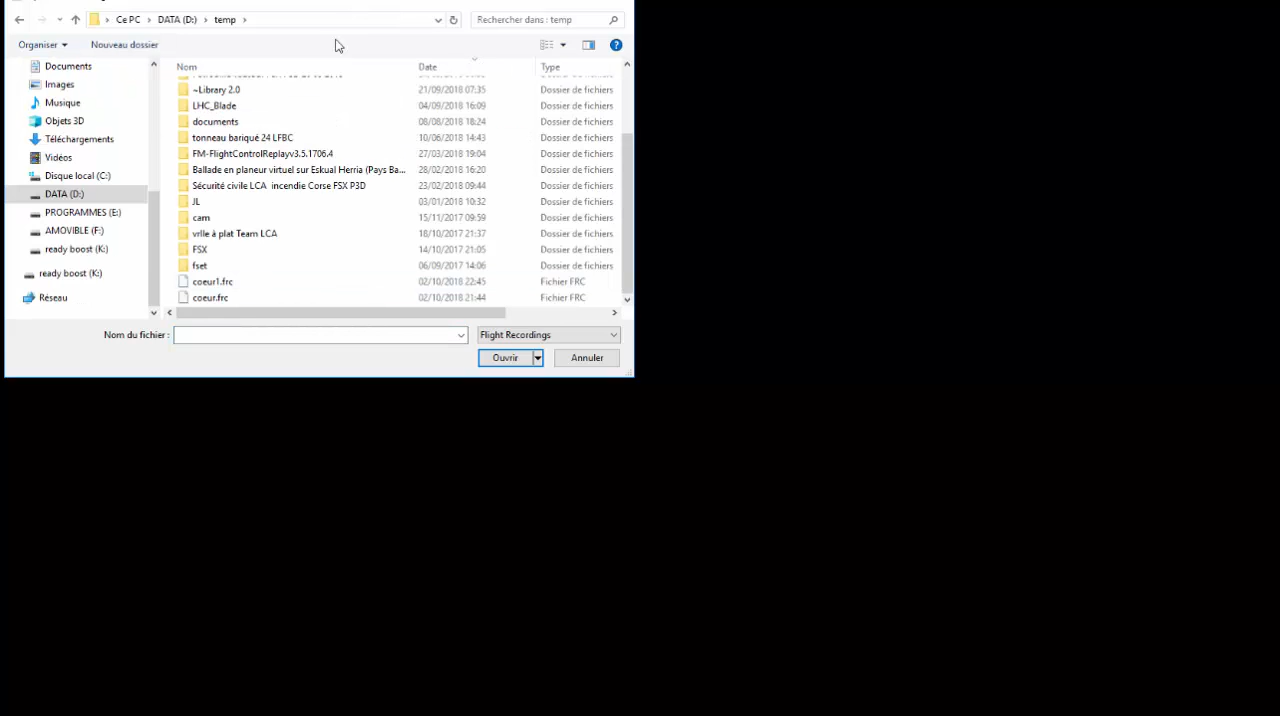 Ce PC > DATA (D:) > temp > Rechercher dans : temp
Organiser Nouveau dossier
Nom Date Type
Documents
Images
Musique
Objets 3D
Téléchargements
Vidéos
Disque local (C:)
DATA (D:)
PROGRAMMES (E:)
AMOVIBLE (F:)
ready boost (K:)
ready boost (K:)
Réseau
~Library 2.0 21/09/2018 07:35 Dossier de fichiers
LHC_Blade 04/09/2018 16:09 Dossier de fichiers
documents 08/08/2018 18:24 Dossier de fichiers
tonneau bariqué 24 LFBC 10/06/2018 14:43 Dossier de fichiers
FM-FlightControlReplayv3.5.1706.4 27/03/2018 19:04 Dossier de fichiers
Ballade en planeur virtuel sur Eskual Herria (Pays Ba... 28/02/2018 16:20 Dossier de fichiers
Sécurité civile LCA incendie Corse FSX P3D 23/02/2018 09:44 Dossier de fichiers
JL 03/01/2018 10:32 Dossier de fichiers
cam 15/11/2017 09:59 Dossier de fichiers
vrlle à plat Team LCA 18/10/2017 21:37 Dossier de fichiers
FSX 14/10/2017 21:05 Dossier de fichiers
fset 06/09/2017 14:06 Dossier de fichiers
coeur1.frc 02/10/2018 22:45 Fichier FRC
coeur.frc 02/10/2018 21:44 Fichier FRC
Nom du fichier : Flight Recordings
Ouvrir Annuler